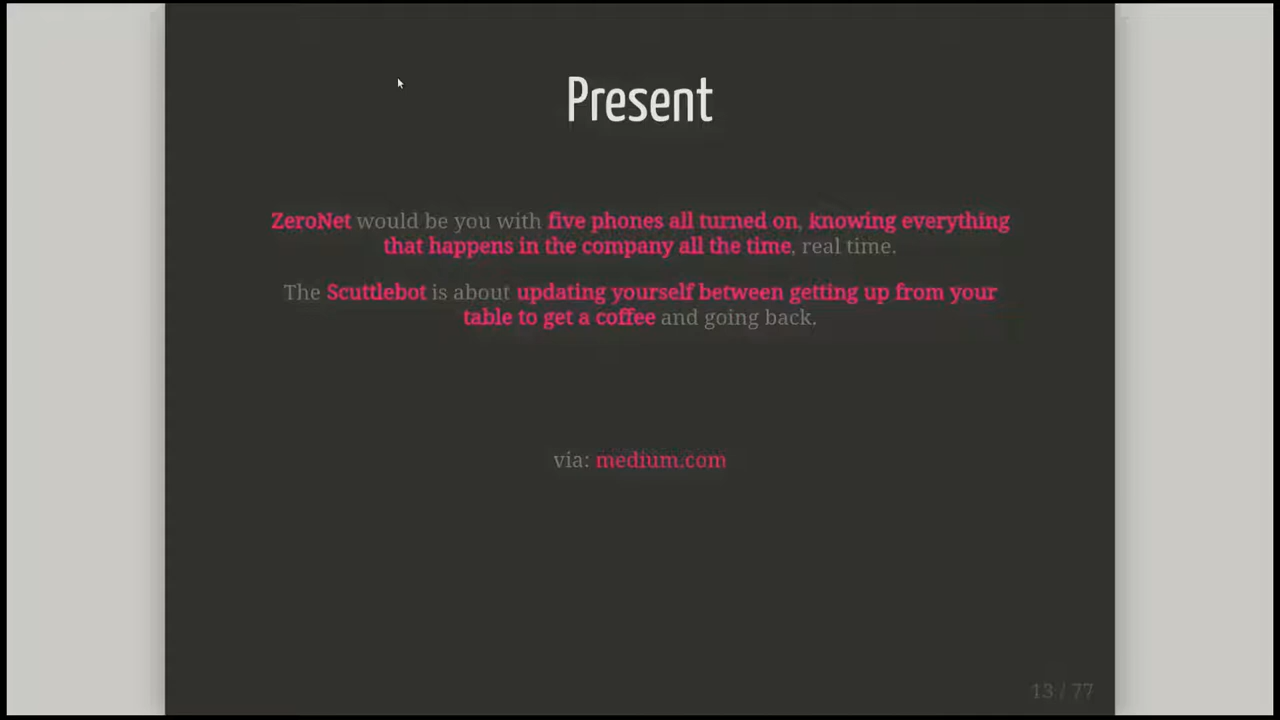 Present
ZeroNet would be you with five phones all turned on, knowing everything
that happens in the company all the time, real time.
The Scuttlebot is about updating yourself between getting up from your
table to get a coffee and going back.
via: medium.com
13 / 77